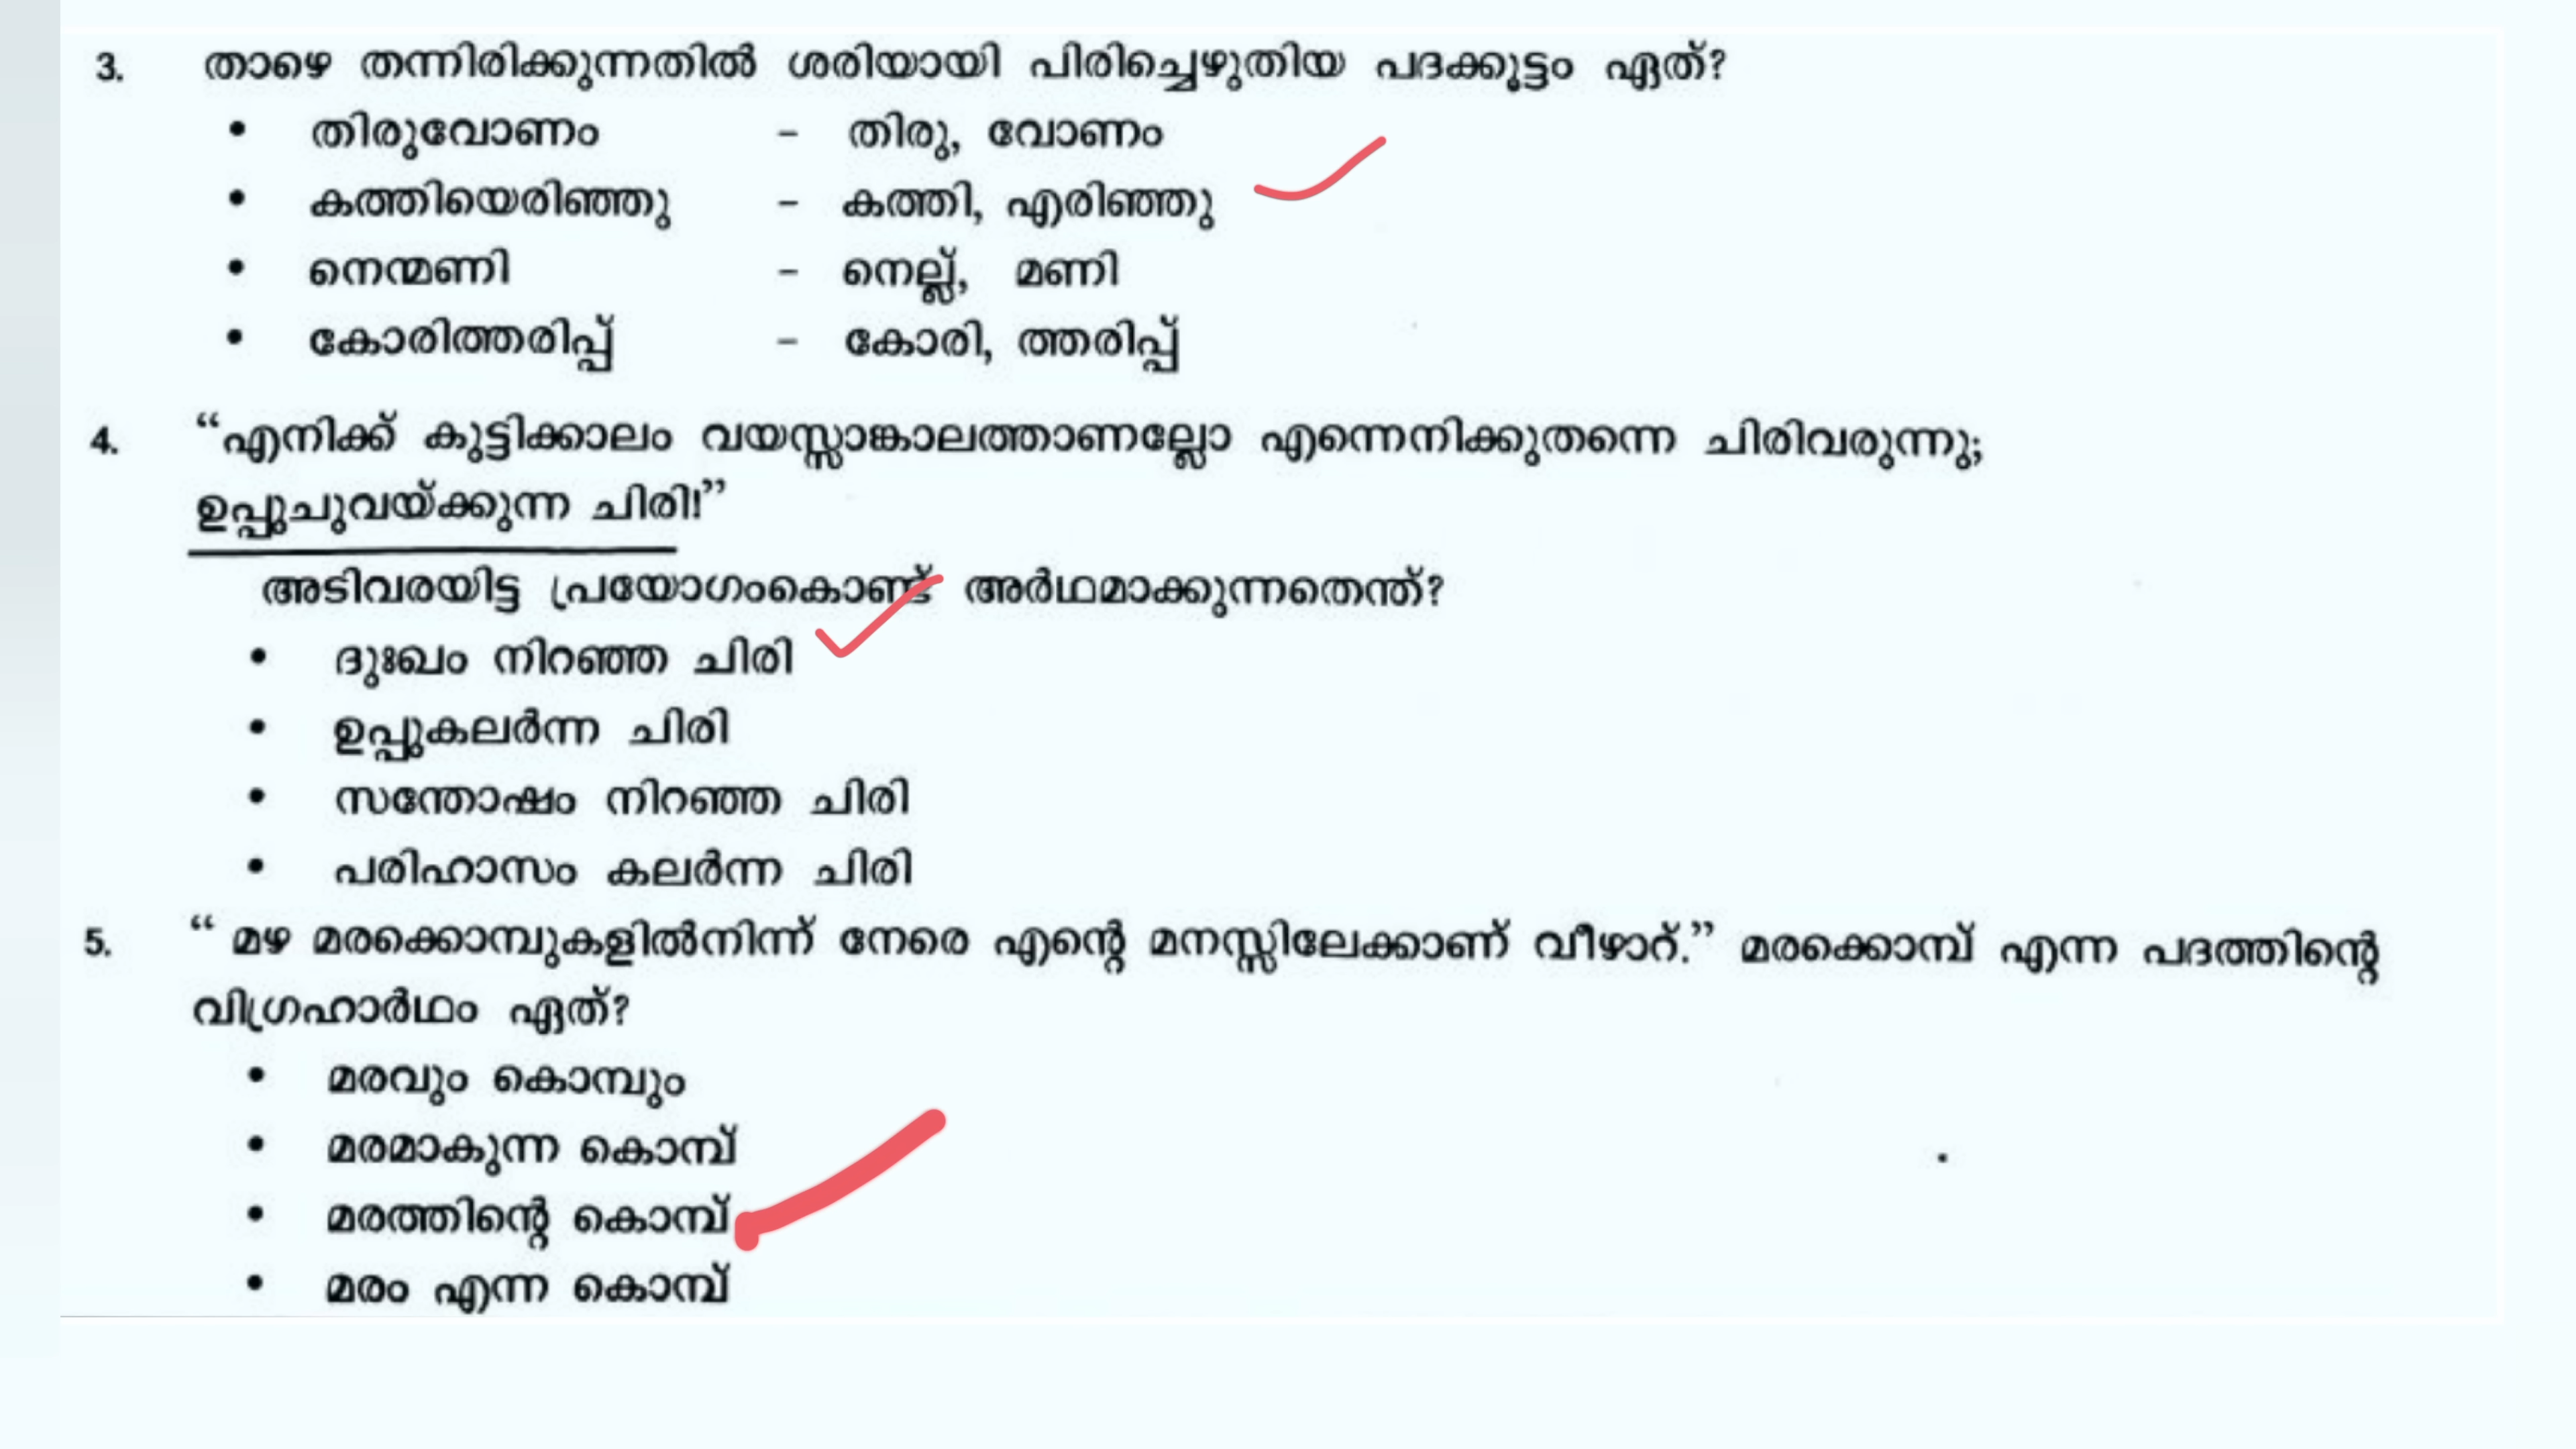 3. താഴെ തന്നിരിക്കുന്നതിൽ ശരിയായി പിരിച്ചെഴുതിയ പദക്കൂട്ടം ഏത്?
• തിരുവോണം – തിരു, വോണം
• കത്തിയെരിഞ്ഞു – കത്തി, എരിഞ്ഞു
• നെന്മണി – നെല്ല്, മണി
• കോരിത്തരിപ്പ് – കോരി, ത്തരിപ്പ്
4. “എനിക്ക് കുട്ടിക്കാലം വയസ്സാങ്കാലത്താണല്ലോ എന്നെനിക്കുതന്നെ ചിരിവരുന്നു;
ഉപ്പുചുവയ്ക്കുന്ന ചിരി!”
അടിവരയിട്ട പ്രയോഗംകൊണ്ട് അർഥമാക്കുന്നതെന്ത്?
• ദുഃഖം നിറഞ്ഞ ചിരി
• ഉപ്പുകലർന്ന ചിരി
• സന്തോഷം നിറഞ്ഞ ചിരി
• പരിഹാസം കലർന്ന ചിരി
5. “ മഴ മരക്കൊമ്പുകളിൽനിന്ന് നേരെ എന്റെ മനസ്സിലേക്കാണ് വീഴാറ്.” മരക്കൊമ്പ് എന്ന പദത്തിന്റെ
വിഗ്രഹാർഥം ഏത്?
• മരവും കൊമ്പും
• മരമാകുന്ന കൊമ്പ്
• മരത്തിന്റെ കൊമ്പ്
• മരം എന്ന കൊമ്പ്